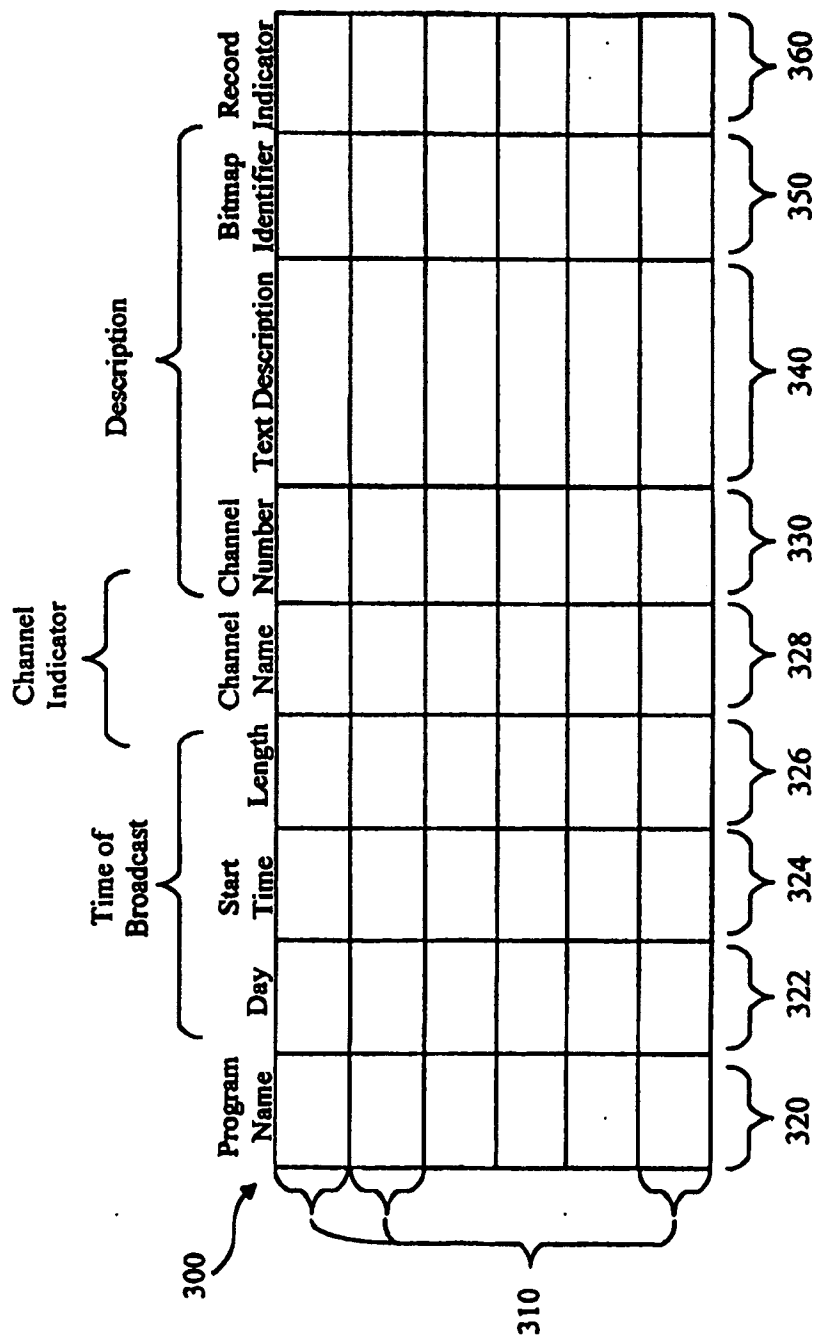 Channel
Indicator
Time of
Broadcast
Description
Program
Name
Day
Start
Time
Length
Channel
Name
Channel
Number
Text Description
Bitmap
Identifier
Record
Indicator
300
310
320
322
324
326
328
330
340
350
360